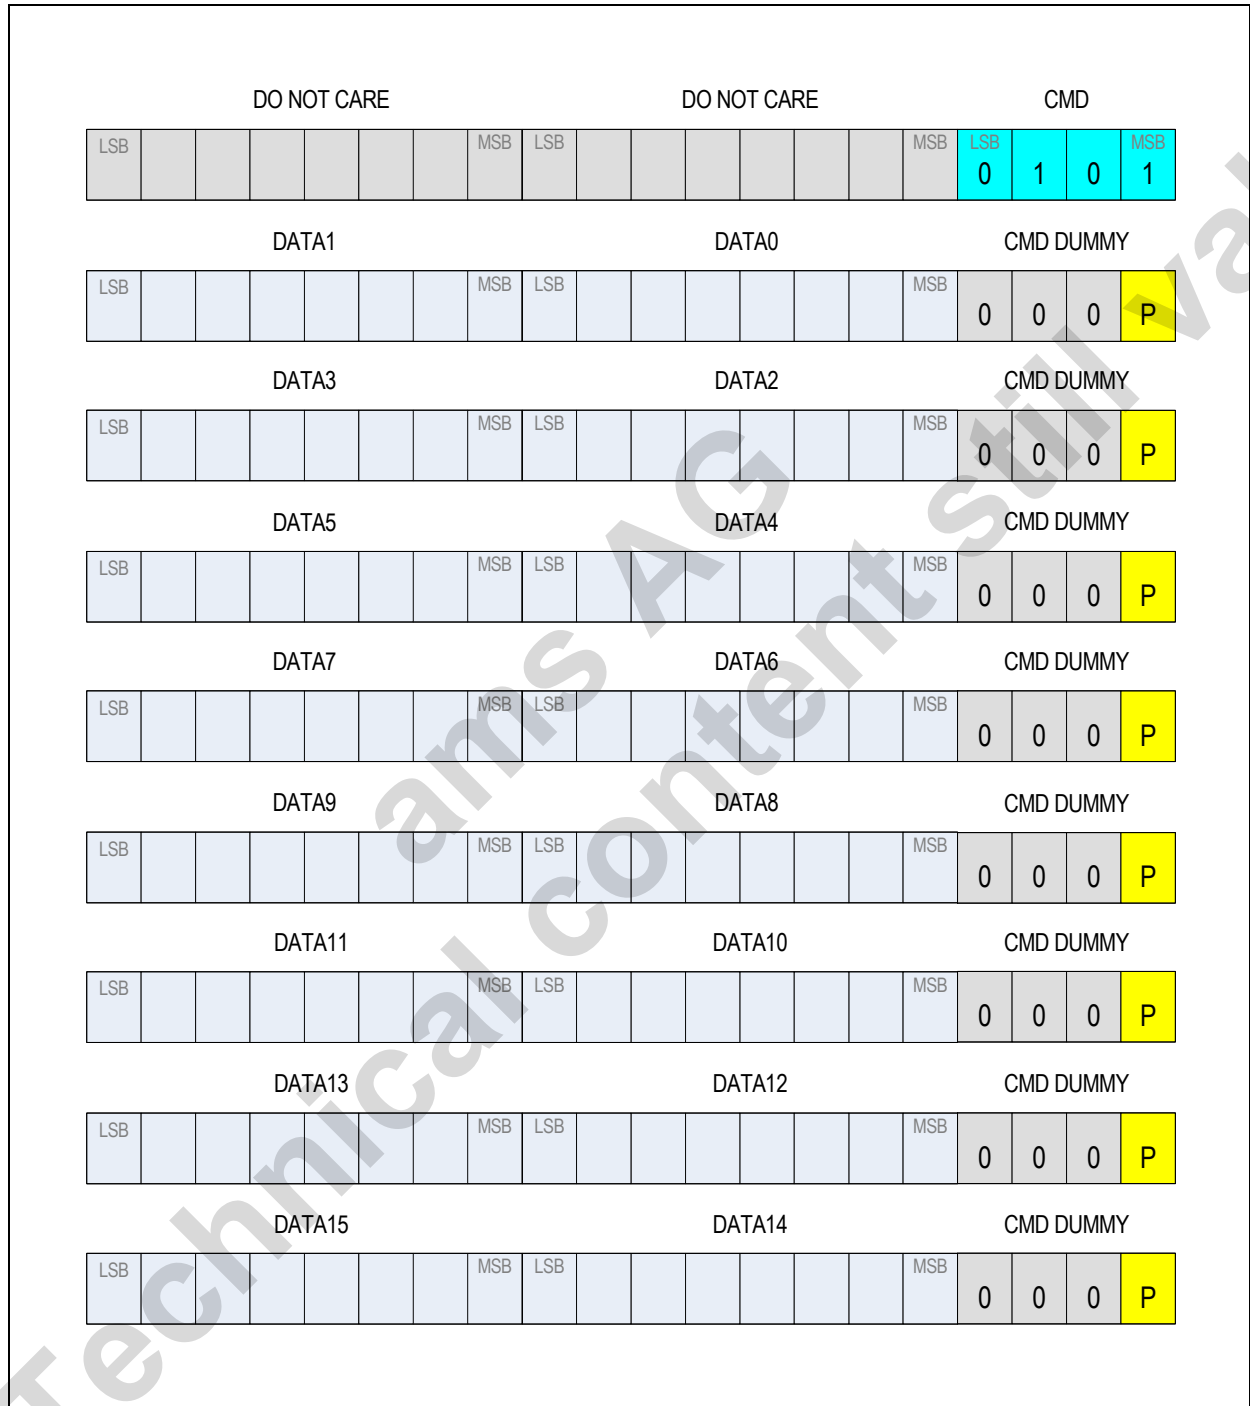 DO NOT CARE DO NOT CARE CMD
LSB MSB LSB MSB LSB MSB
0 1 0 1
DATA1 DATA0 CMD DUMMY
LSB MSB LSB MSB
0 0 0 P
DATA3 DATA2 CMD DUMMY
LSB MSB LSB MSB
0 0 0 P
DATA5 DATA4 CMD DUMMY
LSB MSB LSB MSB
0 0 0 P
DATA7 DATA6 CMD DUMMY
LSB MSB LSB MSB
0 0 0 P
DATA9 DATA8 CMD DUMMY
LSB MSB LSB MSB
0 0 0 P
DATA11 DATA10 CMD DUMMY
LSB MSB LSB MSB
0 0 0 P
DATA13 DATA12 CMD DUMMY
LSB MSB LSB MSB
0 0 0 P
DATA15 DATA14 CMD DUMMY
LSB MSB LSB MSB
0 0 0 P
ams AG
Technical content still va